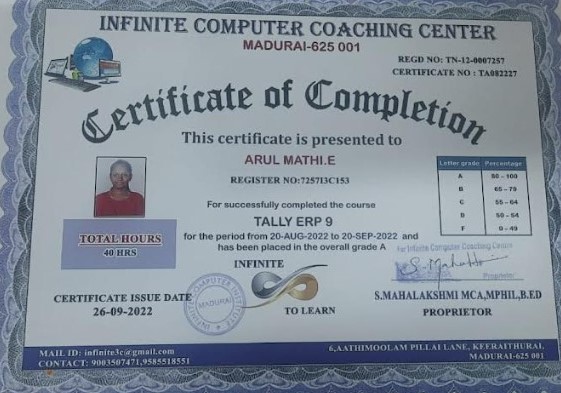 INFINITE COMPUTER COACHING CENTER
MADURAI-625 001
REGD NO: TN-12-0007257
CERTIFICATE NO : TA082227
Certificate of Completion
This certificate is presented to
ARUL MATHI.E
REGISTER NO:7257I3C153
For successfully completed the course
TALLY ERP 9
for the period from 20-AUG-2022 to 20-SEP-2022 and
has been placed in the overall grade A
Letter grade Percentage
A 80 - 100
B 65 - 79
C 55 - 64
D 50 - 54
F 0 - 49
TOTAL HOURS
40 HRS
For Infinite Computer Coaching Centre
Proprietor
INFINITE
TO LEARN
CERTIFICATE ISSUE DATE
26-09-2022
MADURAI
S.MAHALAKSHMI MCA,MPHIL,B.ED
PROPRIETOR
MAIL ID: infinite3c@gmail.com
CONTACT: 9003507471,9585518551
6,AATHIMOOLAM PILLAI LANE, KEERAITHURAI
MADURAI-625 001